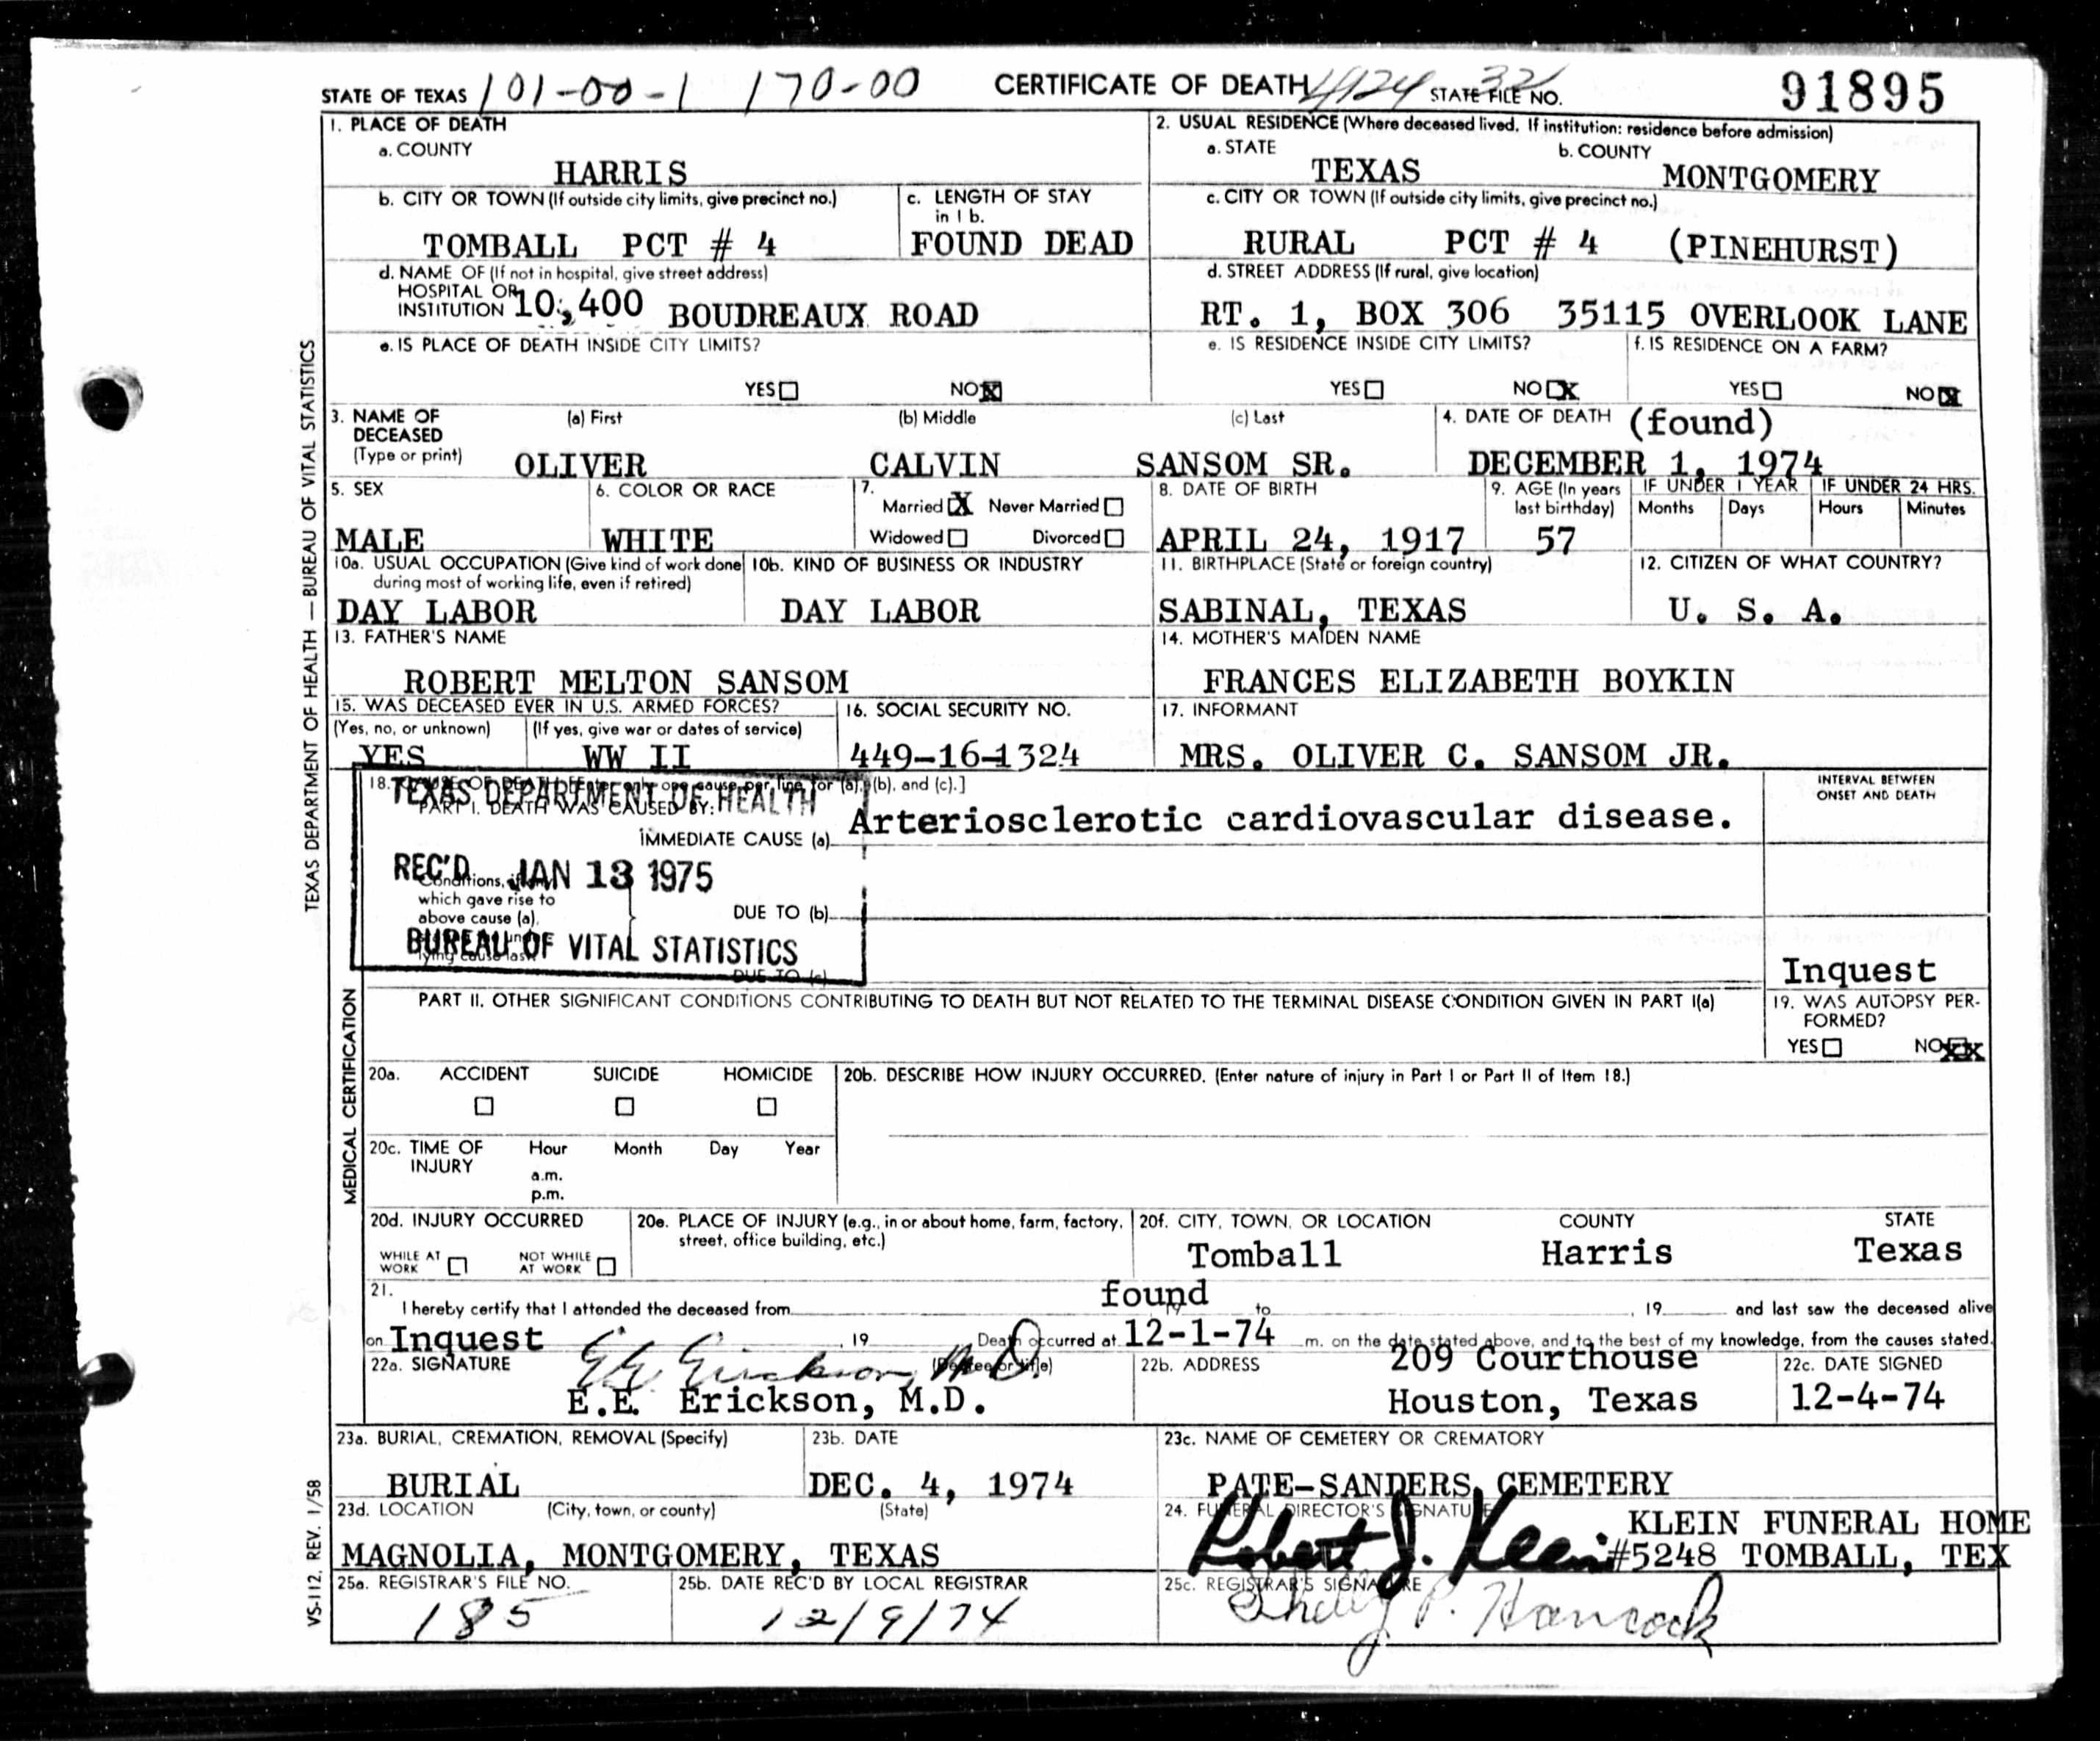 STATE OF TEXAS 101-00-1 170-00 CERTIFICATE OF DEATH 4124 32 STATE FILE NO. 91895
1. PLACE OF DEATH
a. COUNTY
HARRIS
2. USUAL RESIDENCE (Where deceased lived. If institution: residence before admission)
a. STATE b. COUNTY
TEXAS MONTGOMERY
b. CITY OR TOWN (If outside city limits, give precinct no.)
TOMBALL PCT # 4
c. LENGTH OF STAY
in 1 b.
FOUND DEAD
c. CITY OR TOWN (If outside city limits, give precinct no.)
RURAL PCT # 4 (PINEHURST)
d. NAME OF (If not in hospital, give street address)
HOSPITAL OR
INSTITUTION 10,400 BOUDREAUX ROAD
d. STREET ADDRESS (If rural, give location)
RT. 1, BOX 306 35115 OVERLOOK LANE
e. IS PLACE OF DEATH INSIDE CITY LIMITS?
YES NO X
e. IS RESIDENCE INSIDE CITY LIMITS?
YES NO X
f. IS RESIDENCE ON A FARM?
YES NO X
3. NAME OF DECEASED
(Type or print)
(a) First (b) Middle (c) Last
OLIVER CALVIN SANSOM SR.
4. DATE OF DEATH (found)
DECEMBER 1, 1974
5. SEX
MALE
6. COLOR OR RACE
WHITE
7.
Married X Never Married
Widowed Divorced
8. DATE OF BIRTH
APRIL 24, 1917
9. AGE (In years
last birthday)
57
IF UNDER 1 YEAR IF UNDER 24 HRS.
Months Days Hours Minutes
10a. USUAL OCCUPATION (Give kind of work done
during most of working life, even if retired)
DAY LABOR
10b. KIND OF BUSINESS OR INDUSTRY
DAY LABOR
11. BIRTHPLACE (State or foreign country)
SABINAL, TEXAS
12. CITIZEN OF WHAT COUNTRY?
U. S. A.
13. FATHER'S NAME
ROBERT MELTON SANSOM
14. MOTHER'S MAIDEN NAME
FRANCES ELIZABETH BOYKIN
15. WAS DECEASED EVER IN U.S. ARMED FORCES?
(Yes, no, or unknown) (If yes, give war or dates of service)
YES WW II
16. SOCIAL SECURITY NO.
449-16-1324
17. INFORMANT
MRS. OLIVER C. SANSOM JR.
18. CAUSE OF DEATH [Enter only one cause per line for (a), (b), and (c).]
PART I. DEATH WAS CAUSED BY:
IMMEDIATE CAUSE (a) Arteriosclerotic cardiovascular disease.
INTERVAL BETWEEN
ONSET AND DEATH
TEXAS DEPARTMENT OF HEALTH
REC'D JAN 13 1975
BUREAU OF VITAL STATISTICS
Conditions, if any
which gave rise to
above cause (a),
lying cause last
DUE TO (b)
DUE TO (c)
Inquest
PART II. OTHER SIGNIFICANT CONDITIONS CONTRIBUTING TO DEATH BUT NOT RELATED TO THE TERMINAL DISEASE CONDITION GIVEN IN PART I(a)
19. WAS AUTOPSY PER-
FORMED?
YES NO XX
20a. ACCIDENT SUICIDE HOMICIDE
20b. DESCRIBE HOW INJURY OCCURRED. (Enter nature of injury in Part I or Part II of Item 18.)
20c. TIME OF INJURY
Hour Month Day Year
a.m.
p.m.
20d. INJURY OCCURRED
WHILE AT WORK NOT WHILE AT WORK
20e. PLACE OF INJURY (e.g., in or about home, farm, factory,
street, office building, etc.)
20f. CITY, TOWN, OR LOCATION COUNTY STATE
Tomball Harris Texas
21.
found
I hereby certify that I attended the deceased from 19 to , 19 and last saw the deceased alive
on Inquest , 19 Death occurred at 12-1-74 m. on the date stated above, and to the best of my knowledge, from the causes stated.
22a. SIGNATURE E.E. Erickson, M.D. (Degree or title)
E.E. Erickson, M.D.
22b. ADDRESS
209 Courthouse
Houston, Texas
22c. DATE SIGNED
12-4-74
23a. BURIAL, CREMATION, REMOVAL (Specify)
BURIAL
23b. DATE
DEC. 4, 1974
23c. NAME OF CEMETERY OR CREMATORY
PATE-SANDERS CEMETERY
23d. LOCATION (City, town, or county) (State)
MAGNOLIA, MONTGOMERY, TEXAS
24. FUNERAL DIRECTOR'S SIGNATURE
Robert J. Klein
KLEIN FUNERAL HOME
#5248 TOMBALL, TEX
25a. REGISTRAR'S FILE NO.
185
25b. DATE REC'D BY LOCAL REGISTRAR
12/9/74
25c. REGISTRAR'S SIGNATURE
Shelly P. Hancock
TEXAS DEPARTMENT OF HEALTH — BUREAU OF VITAL STATISTICS
MEDICAL CERTIFICATION
VS-112, REV. 1/58